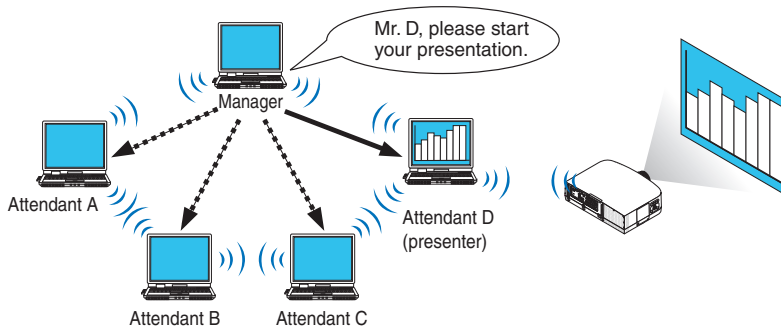 Mr. D, please start
your presentation.
Manager
Attendant A
Attendant D
(presenter)
Attendant B
Attendant C